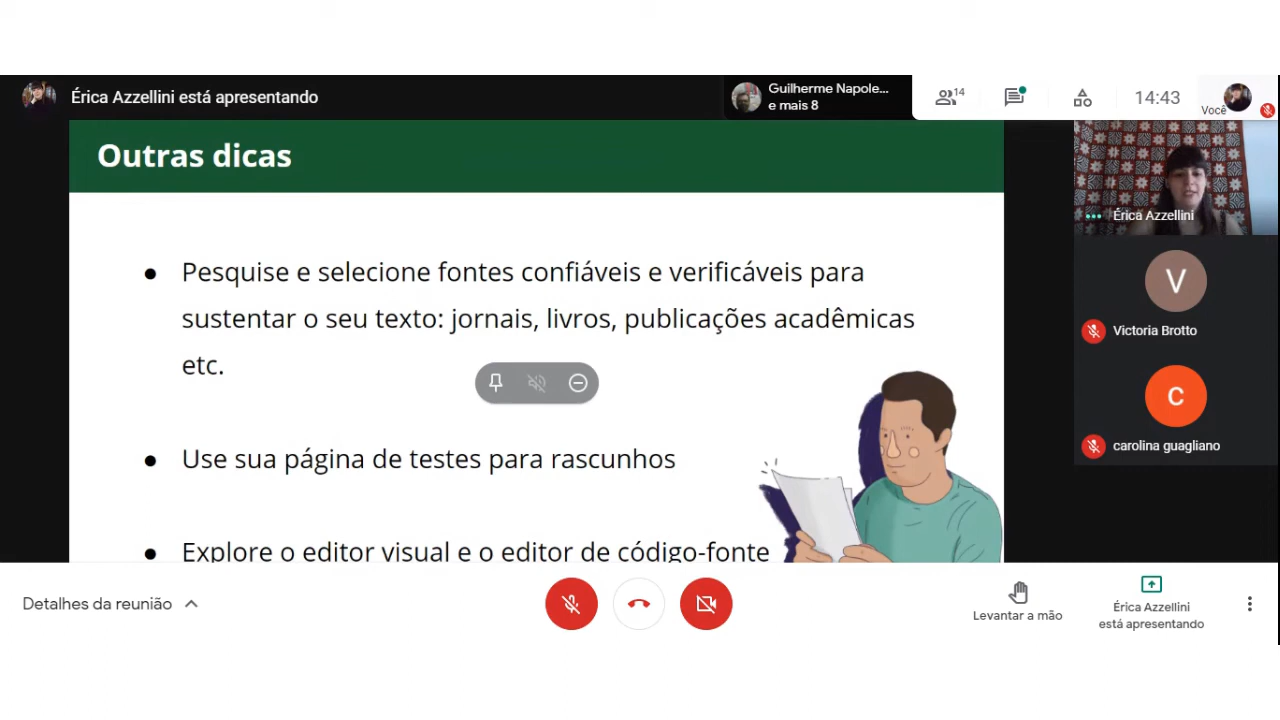 Érica Azzellini está apresentando
Guilherme Napole...
e mais 8
14
14:43
Você
Outras dicas
● Pesquise e selecione fontes confiáveis e verificáveis para
sustentar o seu texto: jornais, livros, publicações acadêmicas
etc.
● Use sua página de testes para rascunhos
● Explore o editor visual e o editor de código-fonte
Érica Azzellini
V
Victoria Brotto
C
carolina guagliano
Detalhes da reunião
Levantar a mão
Érica Azzellini
está apresentando